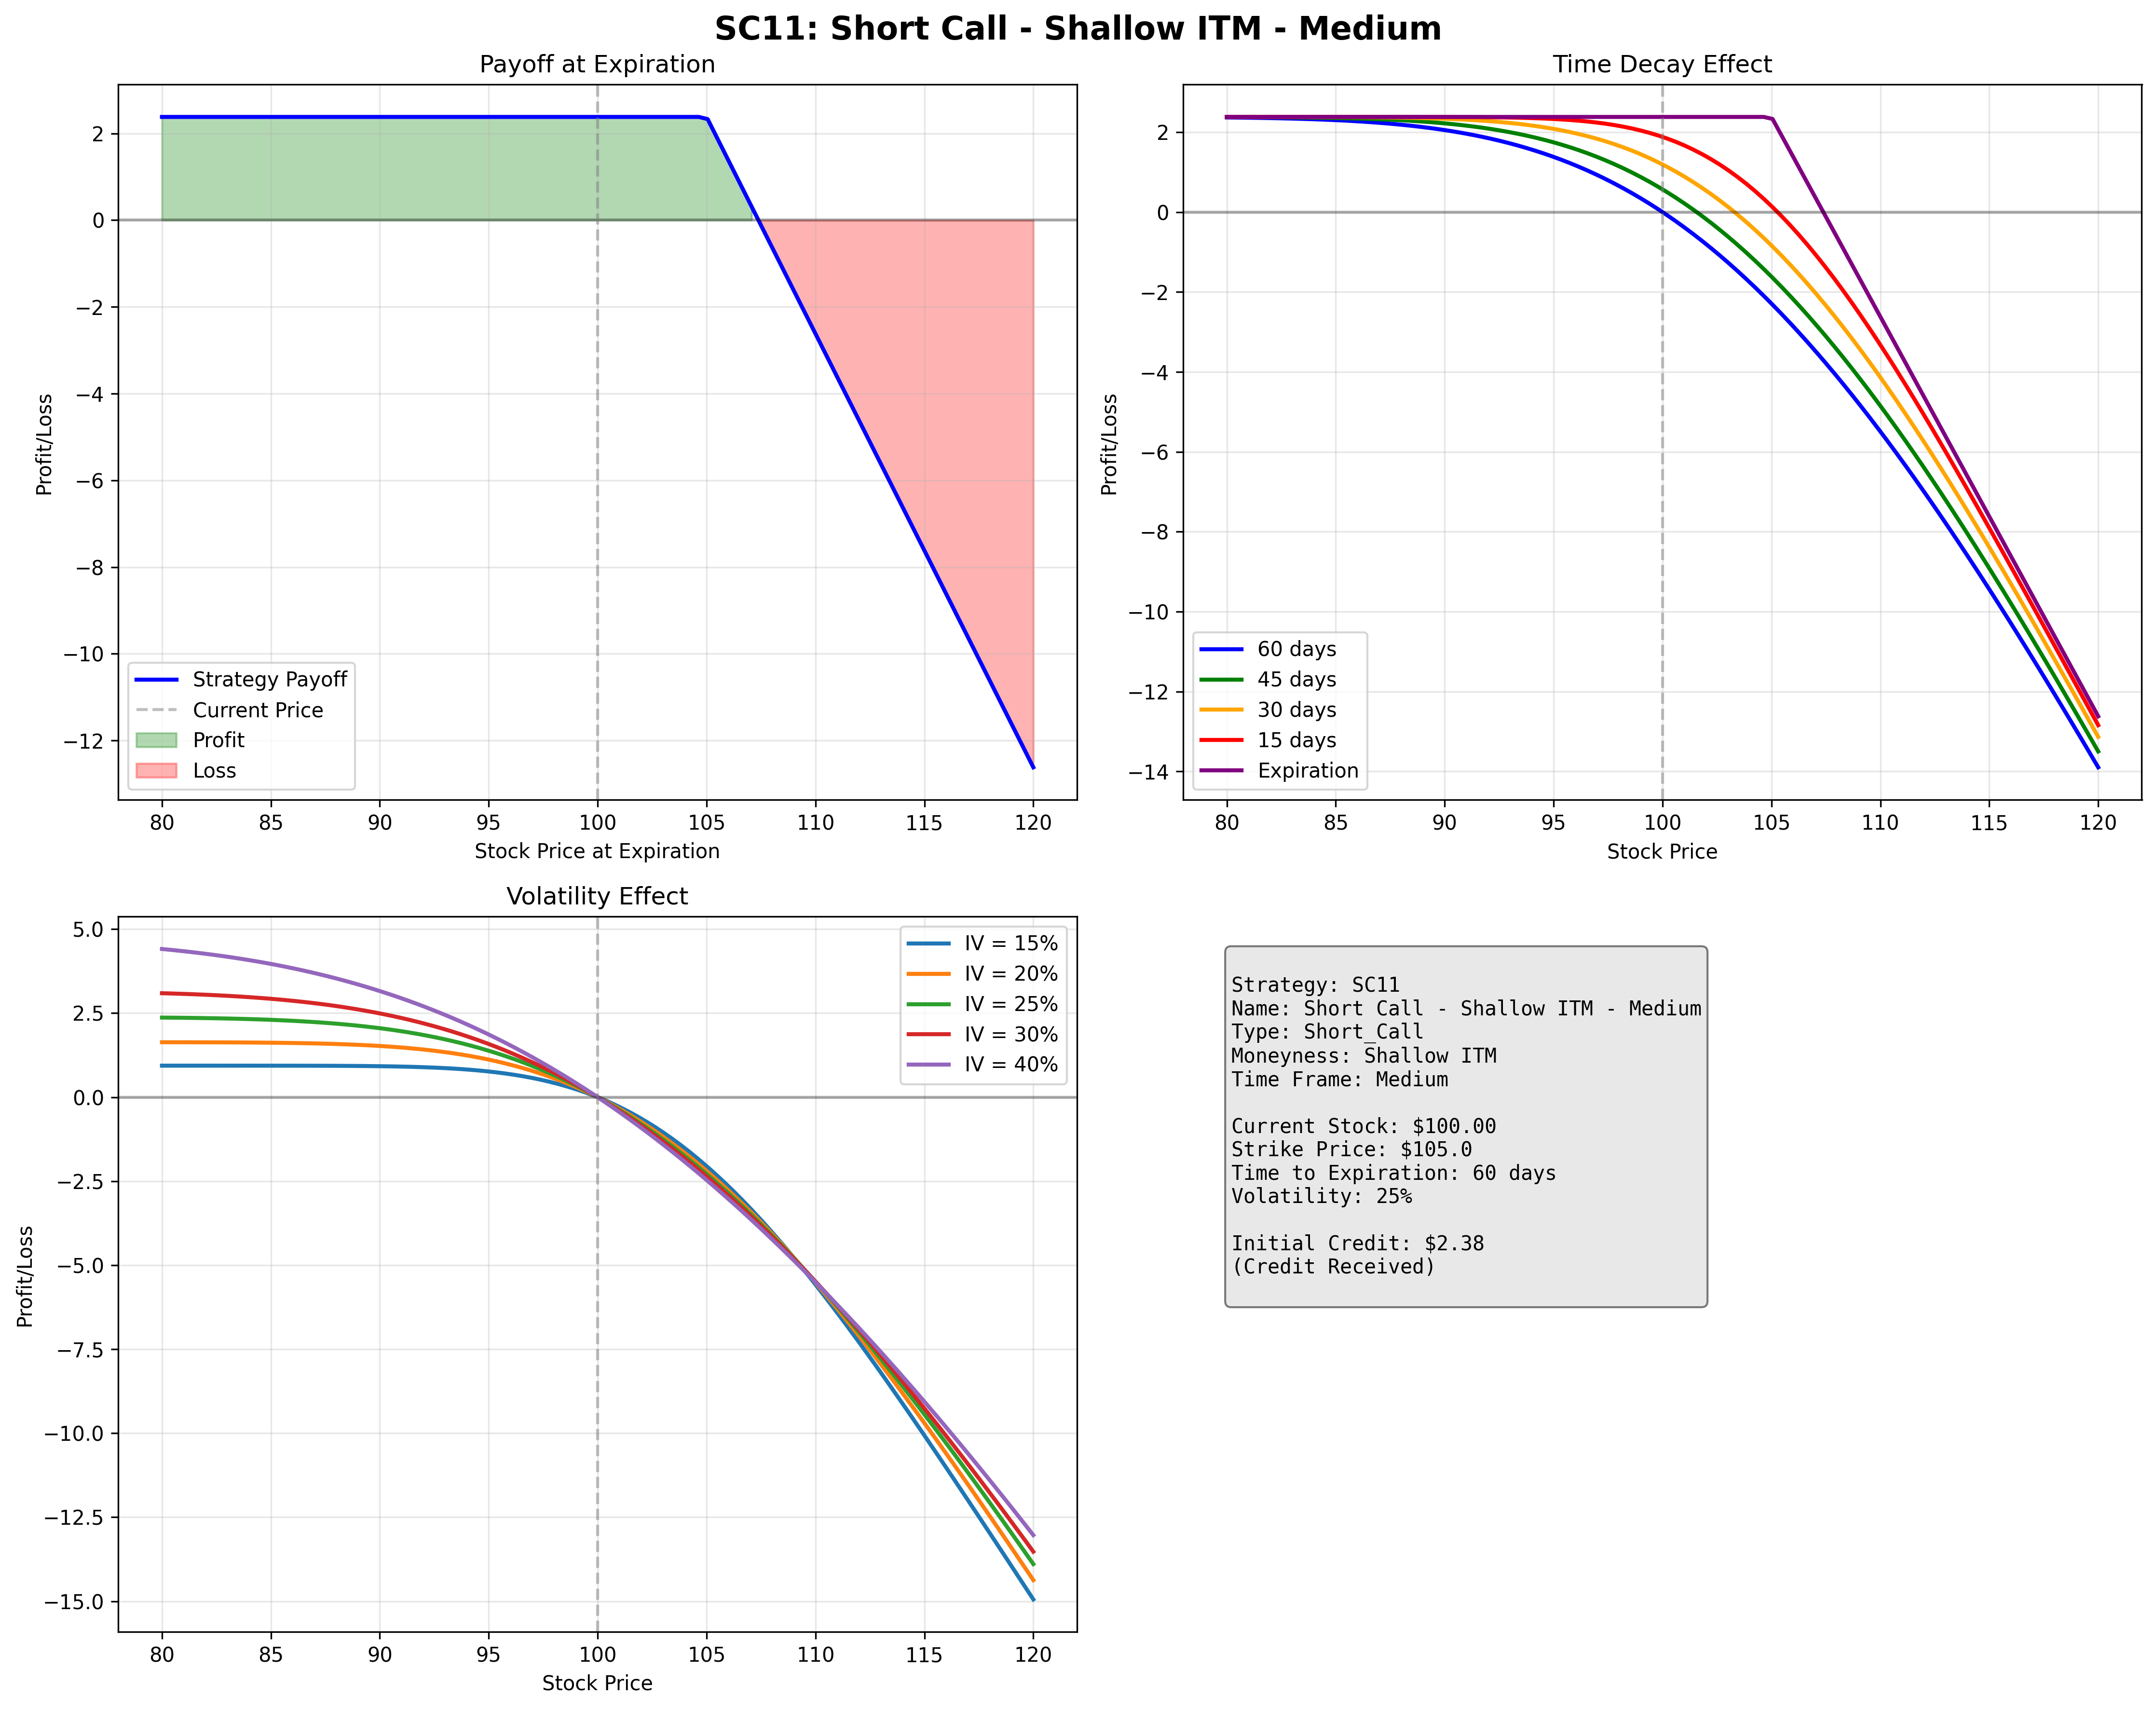 SC11: Short Call - Shallow ITM - Medium
Payoff at Expiration
Profit/Loss
2
0
−2
−4
−6
−8
−10
−12
Strategy Payoff
Current Price
Profit
Loss
80 85 90 95 100 105 110 115 120
Stock Price at Expiration
Time Decay Effect
Profit/Loss
2
0
−2
−4
−6
−8
−10
−12
−14
60 days
45 days
30 days
15 days
Expiration
80 85 90 95 100 105 110 115 120
Stock Price
Volatility Effect
Profit/Loss
5.0
2.5
0.0
−2.5
−5.0
−7.5
−10.0
−12.5
−15.0
IV = 15%
IV = 20%
IV = 25%
IV = 30%
IV = 40%
80 85 90 95 100 105 110 115 120
Stock Price
Strategy: SC11
Name: Short Call - Shallow ITM - Medium
Type: Short_Call
Moneyness: Shallow ITM
Time Frame: Medium
Current Stock: $100.00
Strike Price: $105.0
Time to Expiration: 60 days
Volatility: 25%
Initial Credit: $2.38
(Credit Received)